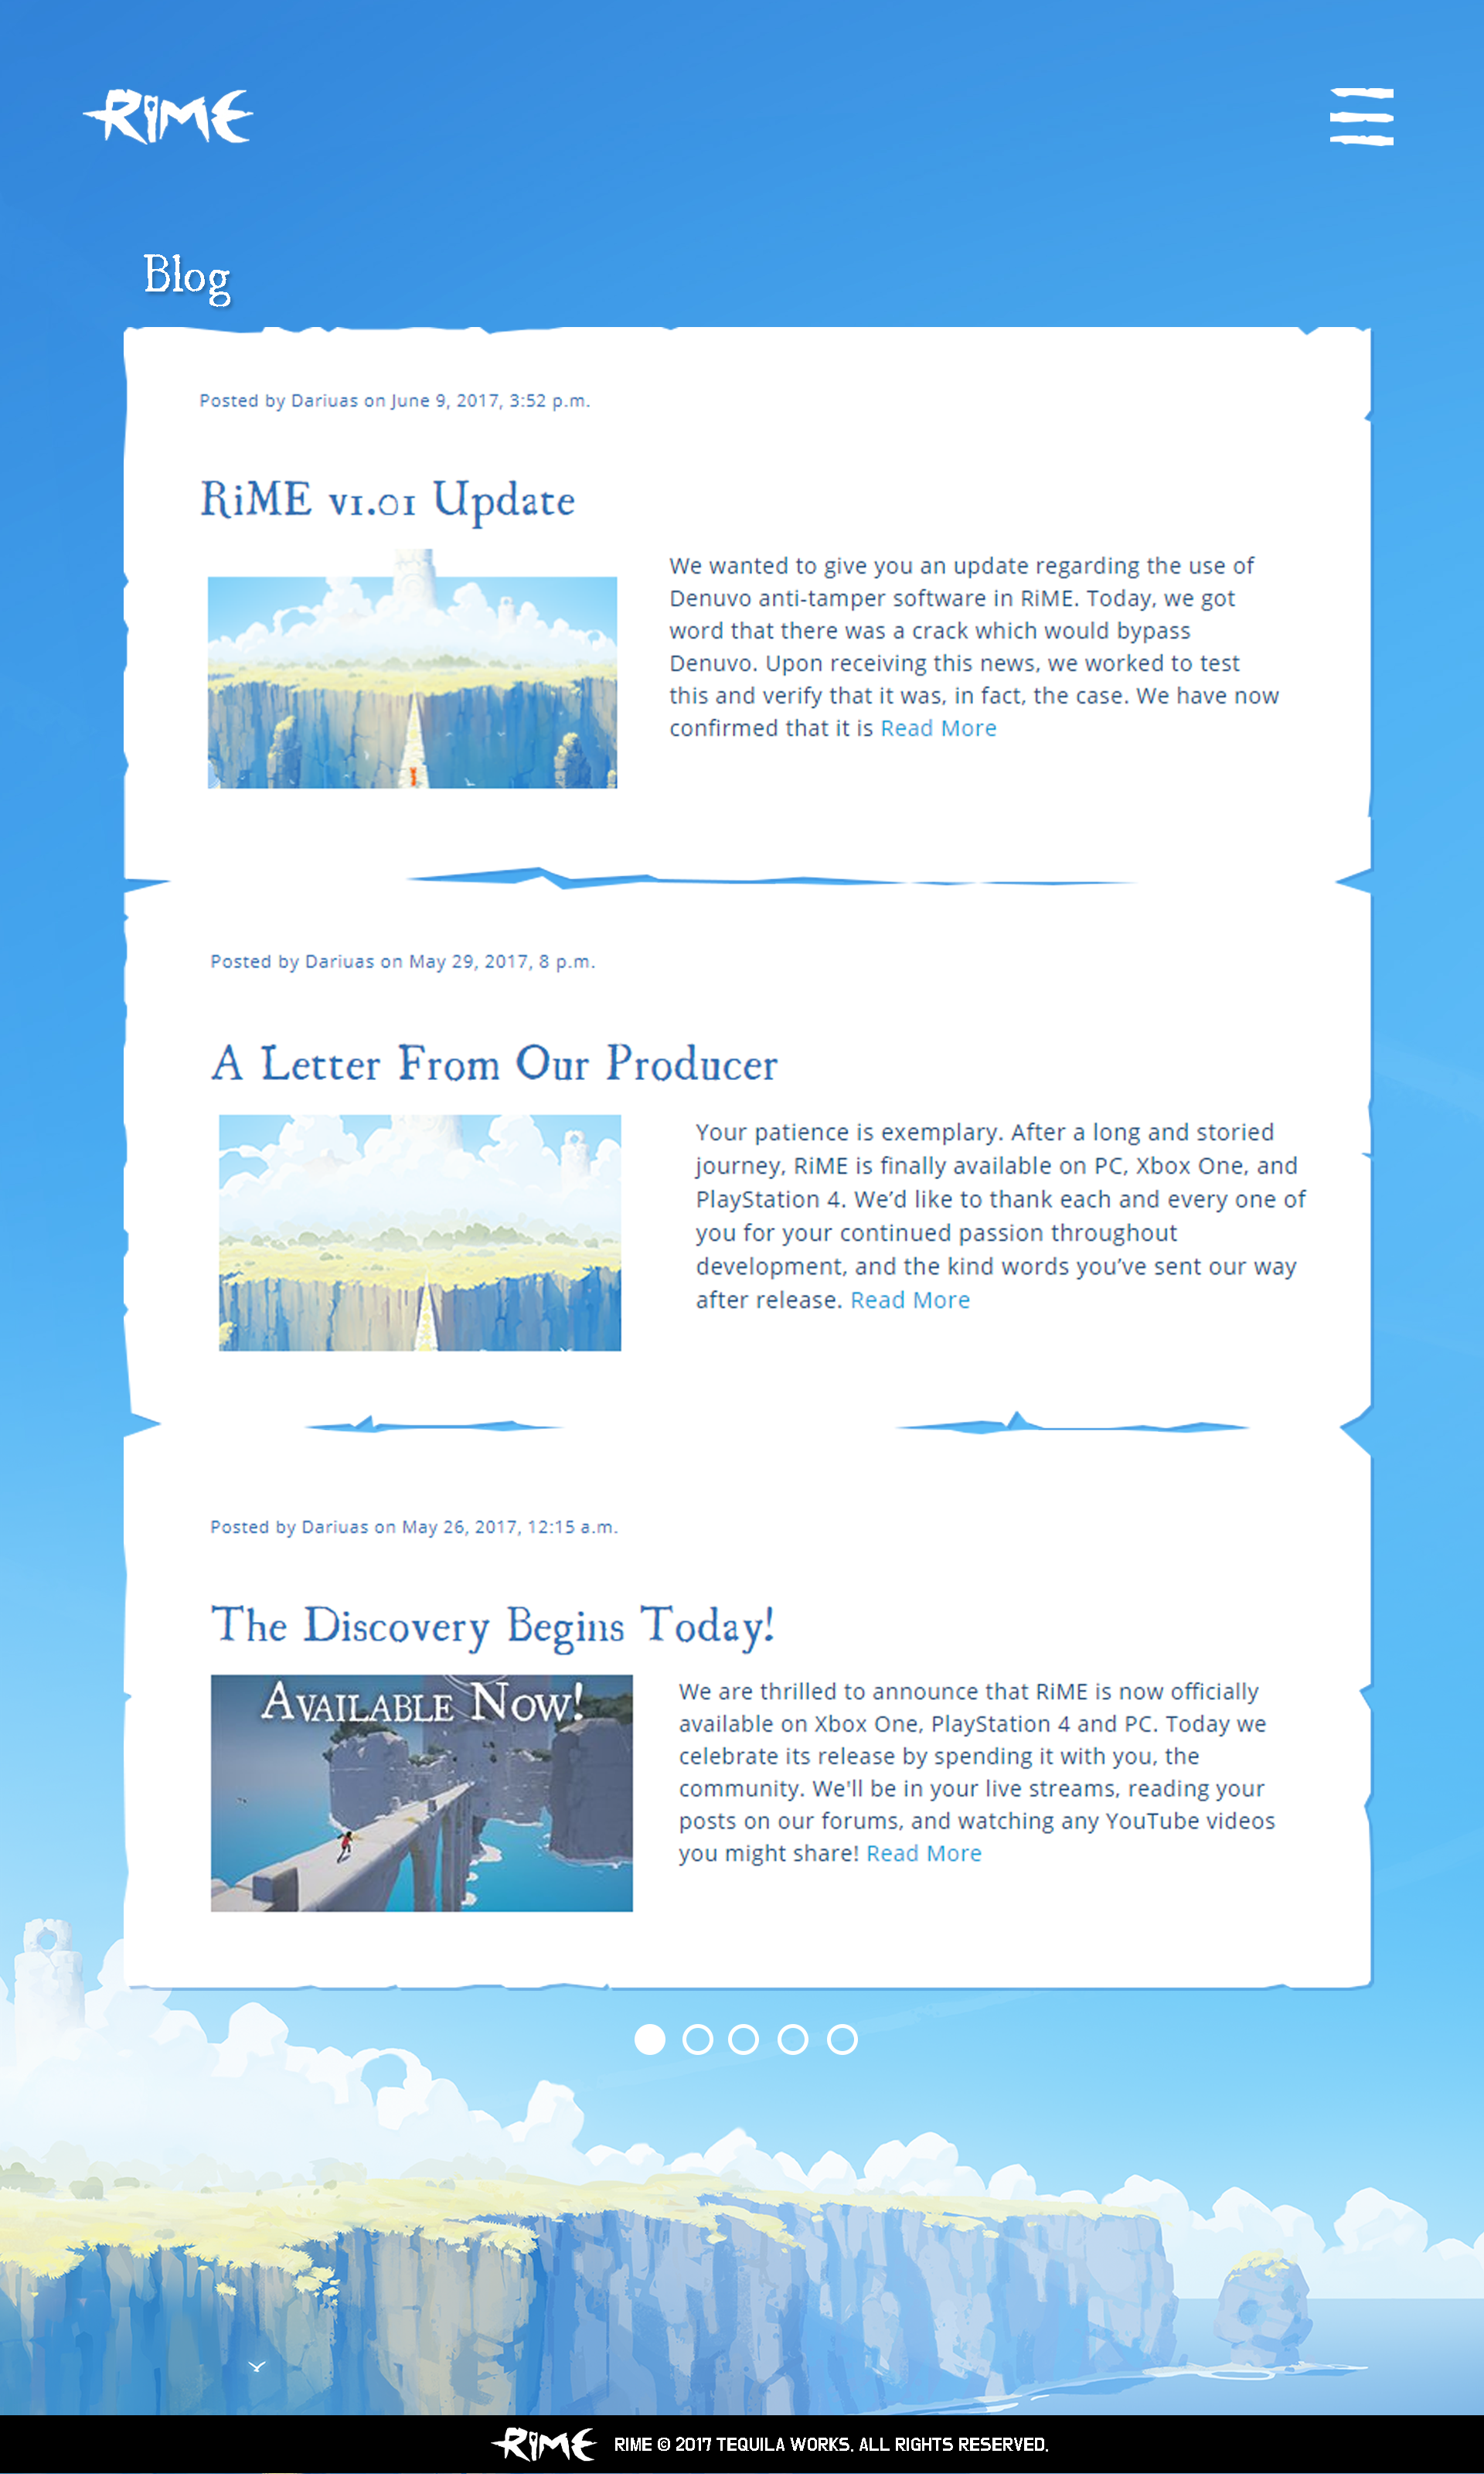 RiME
Blog
Posted by Dariuas on June 9, 2017, 3:52 p.m.
RiME v1.01 Update
We wanted to give you an update regarding the use of
Denuvo anti-tamper software in RiME. Today, we got
word that there was a crack which would bypass
Denuvo. Upon receiving this news, we worked to test
this and verify that it was, in fact, the case. We have now
confirmed that it is Read More
Posted by Dariuas on May 29, 2017, 8 p.m.
A Letter From Our Producer
Your patience is exemplary. After a long and storied
journey, RiME is finally available on PC, Xbox One, and
PlayStation 4. We’d like to thank each and every one of
you for your continued passion throughout
development, and the kind words you’ve sent our way
after release. Read More
Posted by Dariuas on May 26, 2017, 12:15 a.m.
The Discovery Begins Today!
Available Now!
We are thrilled to announce that RiME is now officially
available on Xbox One, PlayStation 4 and PC. Today we
celebrate its release by spending it with you, the
community. We'll be in your live streams, reading your
posts on our forums, and watching any YouTube videos
you might share! Read More
RiME RIME © 2017 TEQUILA WORKS. ALL RIGHTS RESERVED.